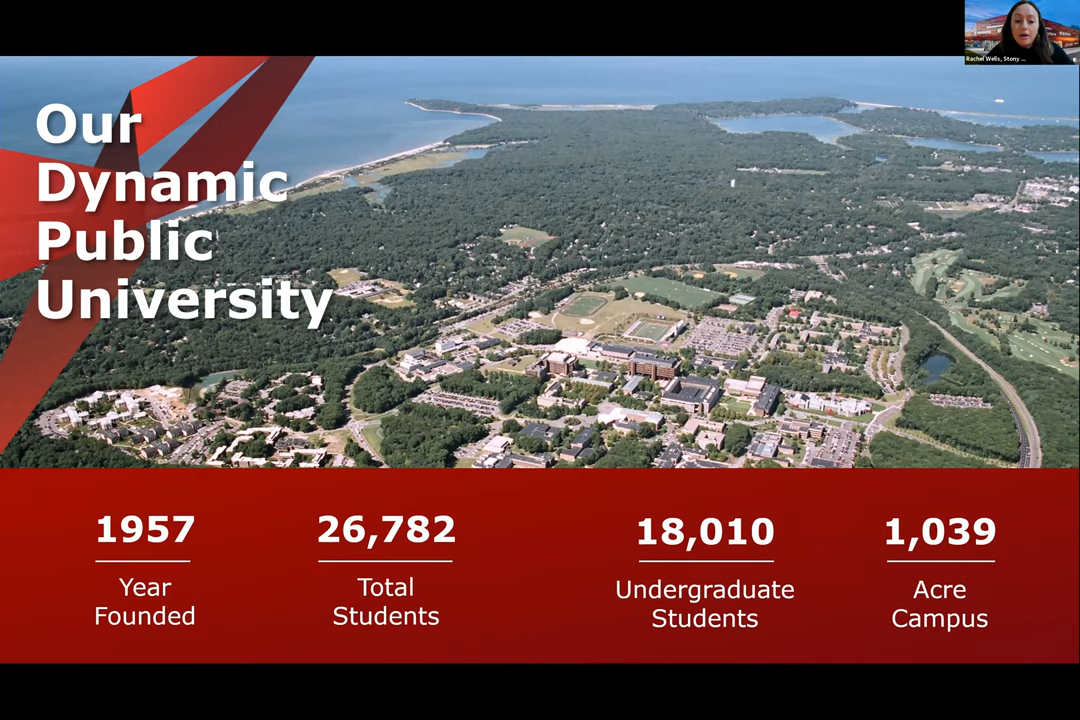 Rachel Wells, Stony ...
Our
Dynamic
Public
University
1957
Year
Founded
26,782
Total
Students
18,010
Undergraduate
Students
1,039
Acre
Campus